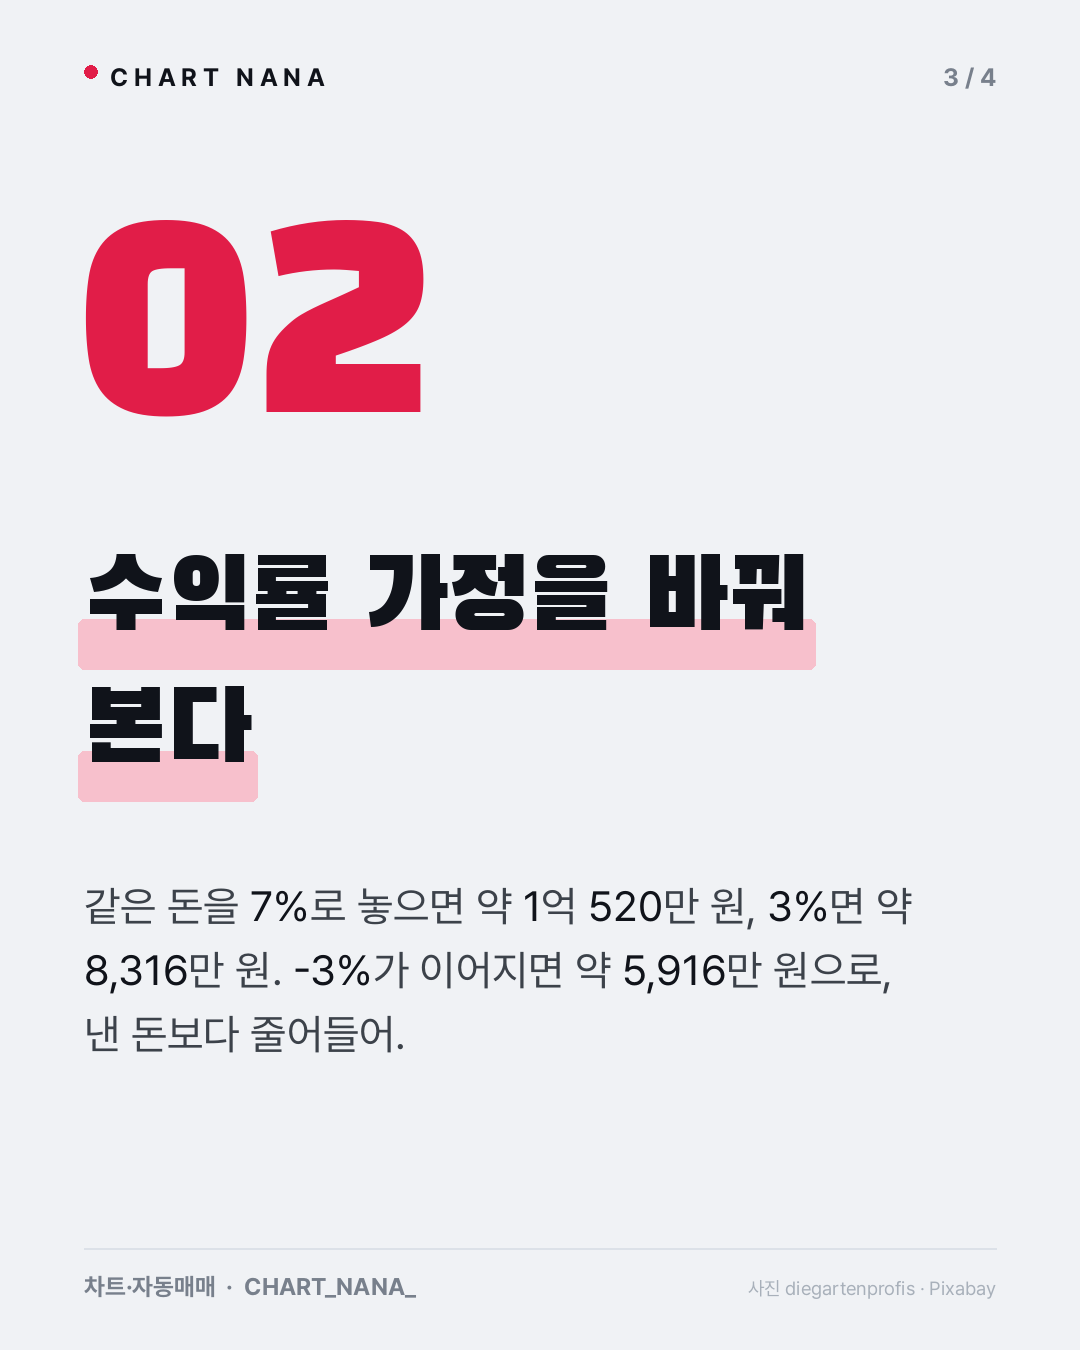 CHART NANA
3 / 4
02
수익률 가정을 바꿔
본다
같은 돈을 7%로 놓으면 약 1억 520만 원, 3%면 약
8,316만 원. -3%가 이어지면 약 5,916만 원으로,
낸 돈보다 줄어들어.
차트·자동매매 · CHART_NANA_
사진 diegartenprofis · Pixabay